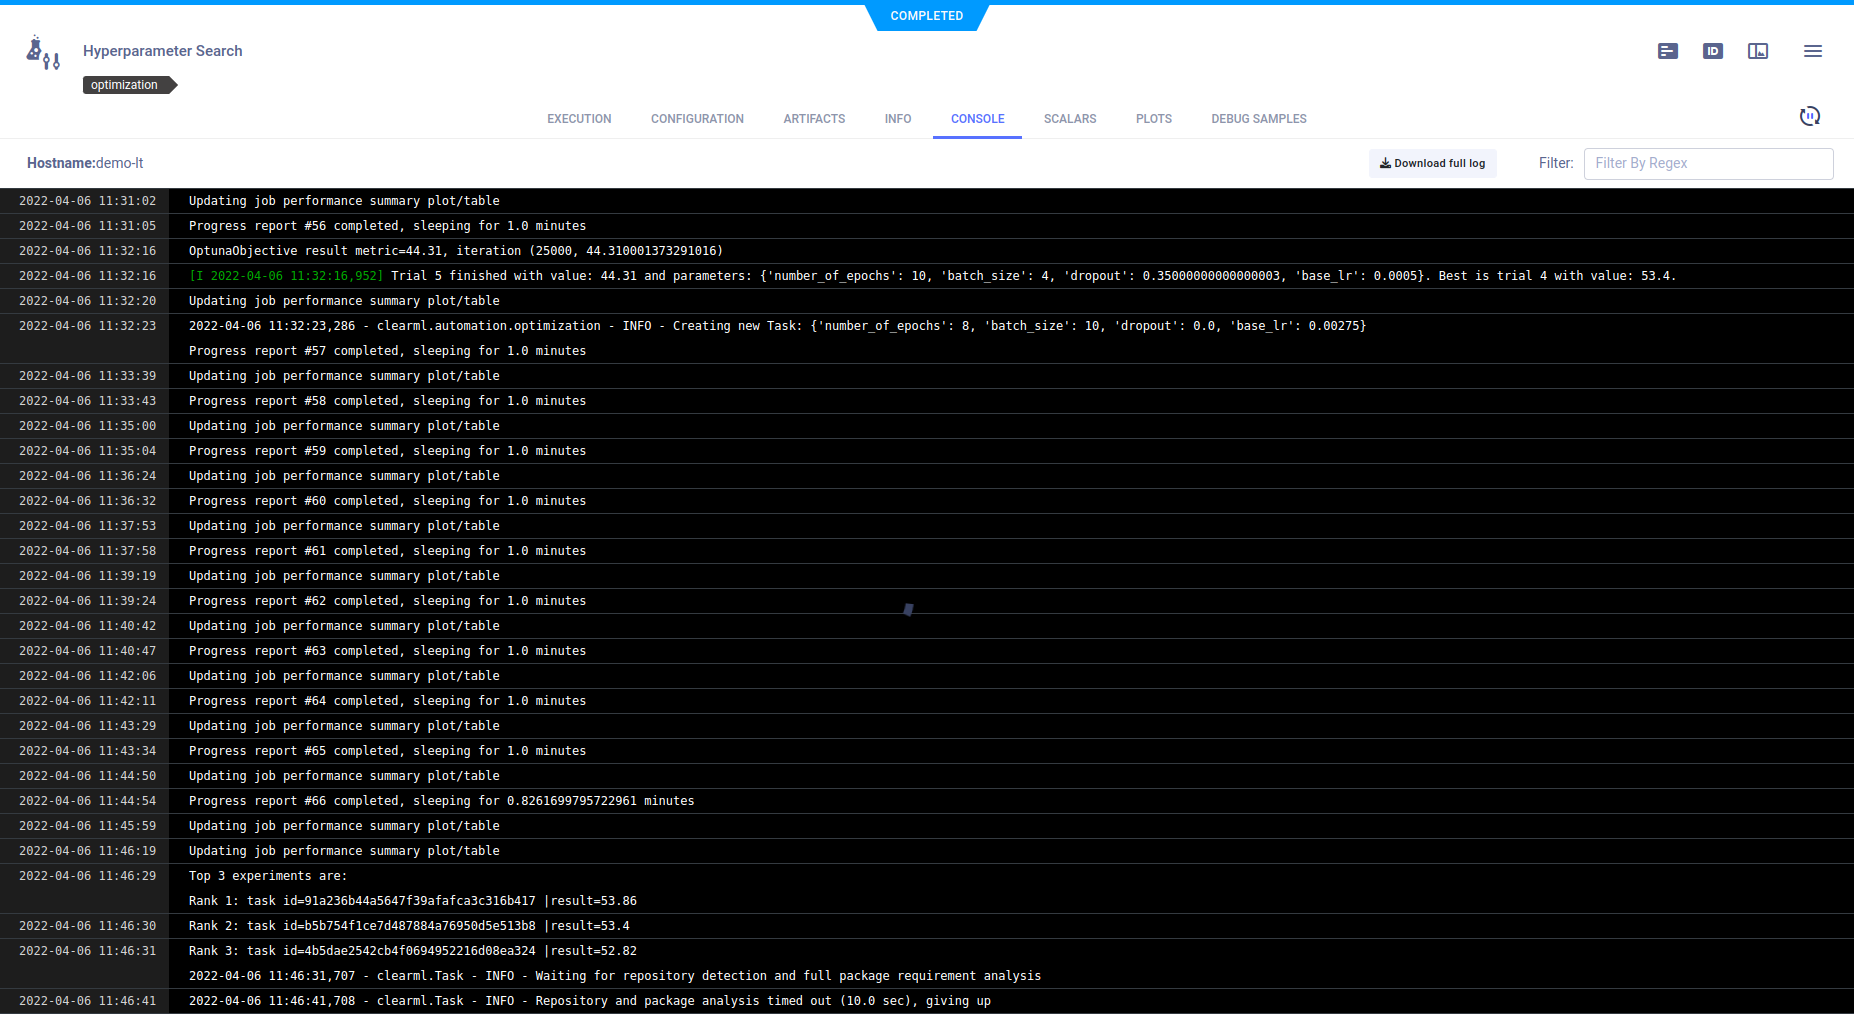 COMPLETED
Hyperparameter Search
ID
optimization
EXECUTION CONFIGURATION ARTIFACTS INFO CONSOLE SCALARS PLOTS DEBUG SAMPLES
Hostname:demo-lt Download full log Filter: Filter By Regex
2022-04-06 11:31:02 Updating job performance summary plot/table
2022-04-06 11:31:05 Progress report #56 completed, sleeping for 1.0 minutes
2022-04-06 11:32:16 OptunaObjective result metric=44.31, iteration (25000, 44.310001373291016)
2022-04-06 11:32:16 [I 2022-04-06 11:32:16,952] Trial 5 finished with value: 44.31 and parameters: {'number_of_epochs': 10, 'batch_size': 4, 'dropout': 0.35000000000000003, 'base_lr': 0.0005}. Best is trial 4 with value: 53.4.
2022-04-06 11:32:20 Updating job performance summary plot/table
2022-04-06 11:32:23 2022-04-06 11:32:23,286 - clearml.automation.optimization - INFO - Creating new Task: {'number_of_epochs': 8, 'batch_size': 10, 'dropout': 0.0, 'base_lr': 0.00275}
Progress report #57 completed, sleeping for 1.0 minutes
2022-04-06 11:33:39 Updating job performance summary plot/table
2022-04-06 11:33:43 Progress report #58 completed, sleeping for 1.0 minutes
2022-04-06 11:35:00 Updating job performance summary plot/table
2022-04-06 11:35:04 Progress report #59 completed, sleeping for 1.0 minutes
2022-04-06 11:36:24 Updating job performance summary plot/table
2022-04-06 11:36:32 Progress report #60 completed, sleeping for 1.0 minutes
2022-04-06 11:37:53 Updating job performance summary plot/table
2022-04-06 11:37:58 Progress report #61 completed, sleeping for 1.0 minutes
2022-04-06 11:39:19 Updating job performance summary plot/table
2022-04-06 11:39:24 Progress report #62 completed, sleeping for 1.0 minutes
2022-04-06 11:40:42 Updating job performance summary plot/table
2022-04-06 11:40:47 Progress report #63 completed, sleeping for 1.0 minutes
2022-04-06 11:42:06 Updating job performance summary plot/table
2022-04-06 11:42:11 Progress report #64 completed, sleeping for 1.0 minutes
2022-04-06 11:43:29 Updating job performance summary plot/table
2022-04-06 11:43:34 Progress report #65 completed, sleeping for 1.0 minutes
2022-04-06 11:44:50 Updating job performance summary plot/table
2022-04-06 11:44:54 Progress report #66 completed, sleeping for 0.8261699795722961 minutes
2022-04-06 11:45:59 Updating job performance summary plot/table
2022-04-06 11:46:19 Updating job performance summary plot/table
2022-04-06 11:46:29 Top 3 experiments are:
Rank 1: task id=91a236b44a5647f39afafca3c316b417 |result=53.86
2022-04-06 11:46:30 Rank 2: task id=b5b754f1ce7d487884a76950d5e513b8 |result=53.4
2022-04-06 11:46:31 Rank 3: task id=4b5dae2542cb4f0694952216d08ea324 |result=52.82
2022-04-06 11:46:31,707 - clearml.Task - INFO - Waiting for repository detection and full package requirement analysis
2022-04-06 11:46:41 2022-04-06 11:46:41,708 - clearml.Task - INFO - Repository and package analysis timed out (10.0 sec), giving up